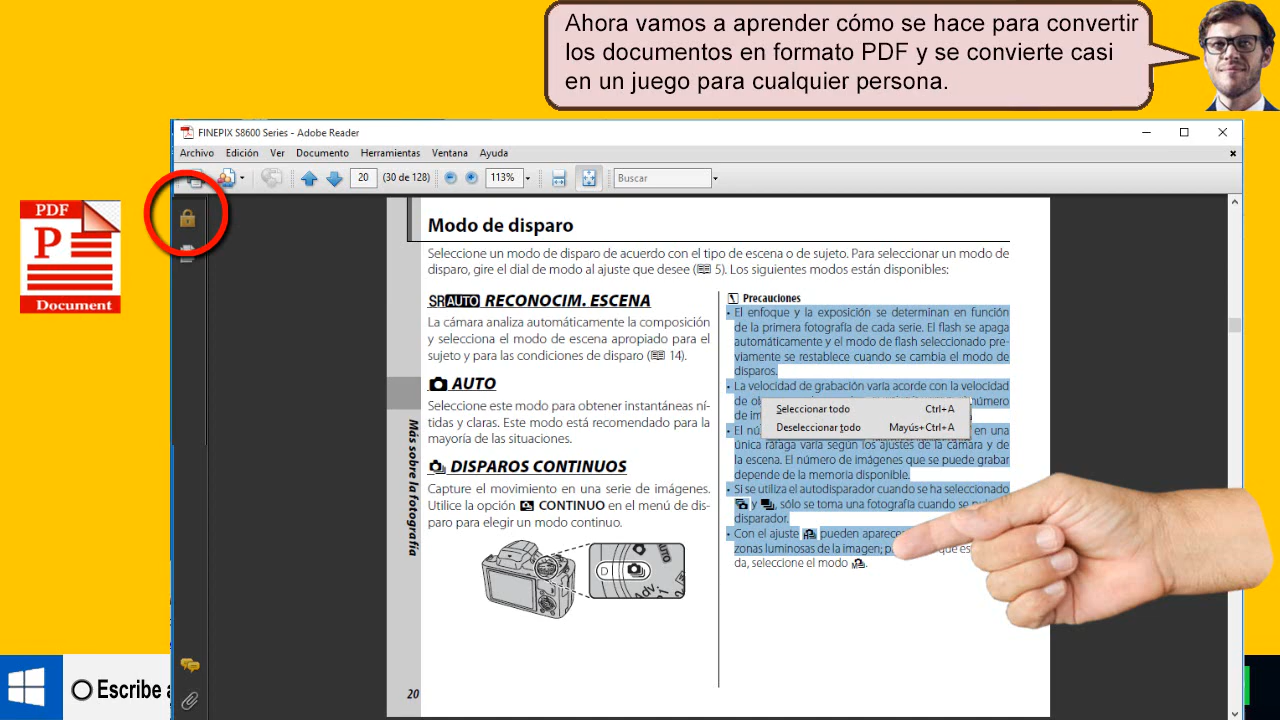 Ahora vamos a aprender cómo se hace para convertir
los documentos en formato PDF y se convierte casi
en un juego para cualquier persona.
FINEPIX S8600 Series - Adobe Reader
Archivo Edición Ver Documento Herramientas Ventana Ayuda
20 (30 de 128) 113% Buscar
PDF
P
Document
Modo de disparo
Seleccione un modo de disparo de acuerdo con el tipo de escena o de sujeto. Para seleccionar un modo de
disparo, gire el dial de modo al ajuste que desee (5). Los siguientes modos están disponibles:
SRAUTO RECONOCIM. ESCENA
La cámara analiza automáticamente la composición
y selecciona el modo de escena apropiado para el
sujeto y para las condiciones de disparo (14).
AUTO
Seleccione este modo para obtener instantáneas ní-
tidas y claras. Este modo está recomendado para la
mayoría de las situaciones.
DISPAROS CONTINUOS
Capture el movimiento en una serie de imágenes.
Utilice la opción CONTINUO en el menú de dis-
paro para elegir un modo continuo.
D AUTO Adv.
Precauciones
• El enfoque y la exposición se determinan en función
de la primera fotografía de cada serie. El flash se apaga
automáticamente y el modo de flash seleccionado pre-
viamente se restablece cuando se cambia el modo de
disparos.
• La velocidad de grabación varía acorde con la velocidad
de número
de
Seleccionar todo Ctrl+A
Deseleccionar todo Mayús+Ctrl+A
• El en una
única ráfaga varía según los ajustes de la cámara y de
la escena. El número de imágenes que se puede grabar
depende de la memoria disponible.
• Si se utiliza el autodisparador cuando se ha seleccionado
y , sólo se toma una fotografía cuando se
disparador.
• Con el ajuste pueden
zonas luminosas de la imagen; que
da, seleccione el modo .
Más sobre la fotografía
20
Escribe